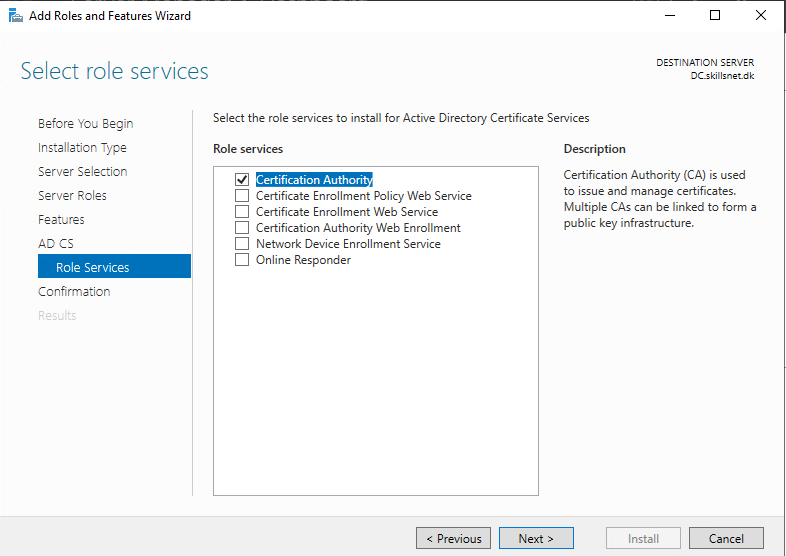 Add Roles and Features Wizard
Select role services
DESTINATION SERVER
DC.skillsnet.dk
Before You Begin
Installation Type
Server Selection
Server Roles
Features
AD CS
Role Services
Confirmation
Results
Select the role services to install for Active Directory Certificate Services
Role services
Certification Authority
Certificate Enrollment Policy Web Service
Certificate Enrollment Web Service
Certification Authority Web Enrollment
Network Device Enrollment Service
Online Responder
Description
Certification Authority (CA) is used
to issue and manage certificates.
Multiple CAs can be linked to form a
public key infrastructure.
< Previous
Next >
Install
Cancel